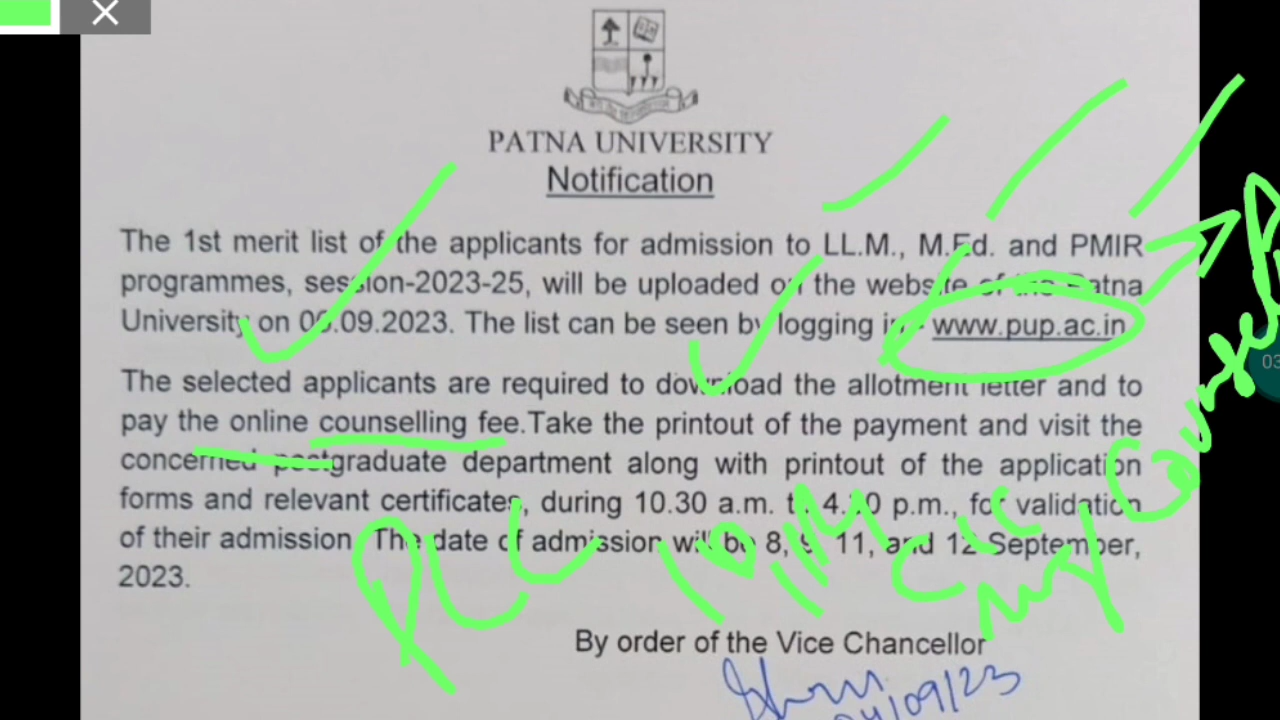 PATNA UNIVERSITY
Notification
The 1st merit list of the applicants for admission to LL.M., M.Ed. and PMIR
programmes, session-2023-25, will be uploaded on the website of the Patna
University on .09.2023. The list can be seen by logging in - www.pup.ac.in
The selected applicants are required to download the allotment letter and to
pay the online counselling fee.Take the printout of the payment and visit the
concerned postgraduate department along with printout of the application
forms and relevant certificates, during 10.30 a.m. to p.m., for validation
of their admission. The date of admission will be 8, 9, 11, and 12 September,
2023.
By order of the Vice Chancellor
04/09/23
03